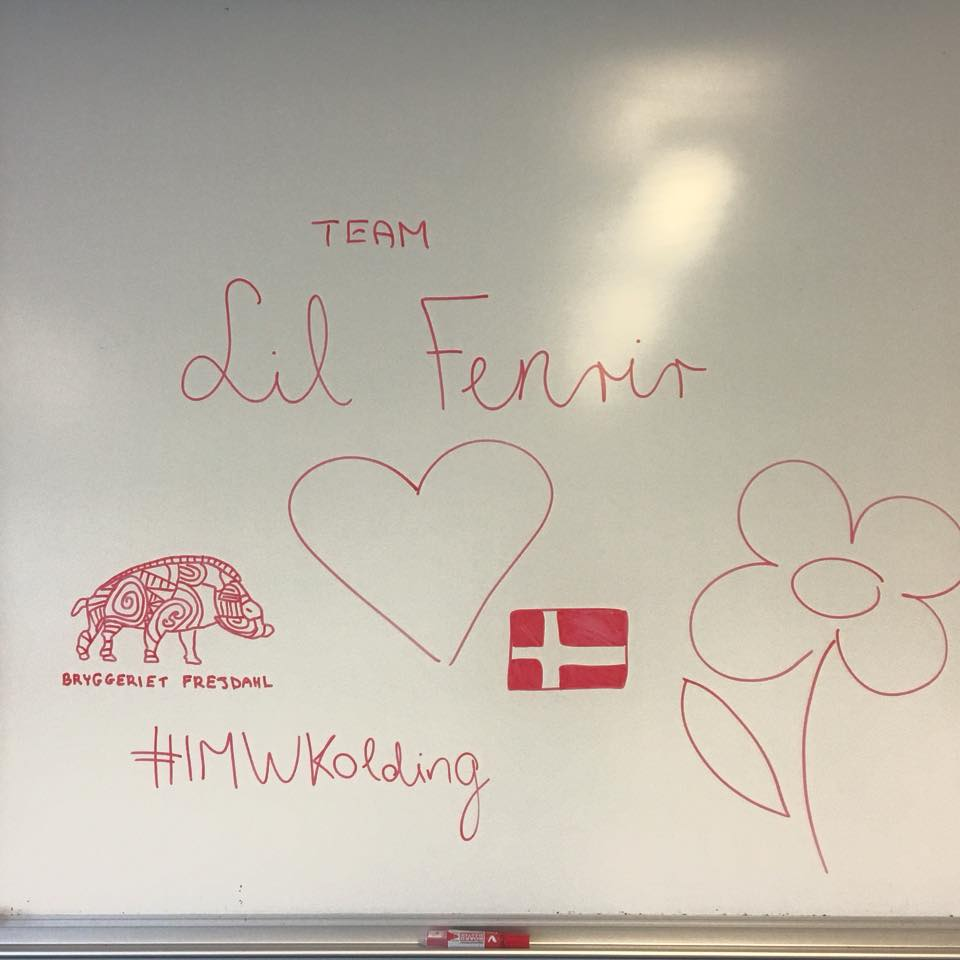 TEAM
Lil Fenrir
BRYGGERIET FREJDAHL
#IMWKolding